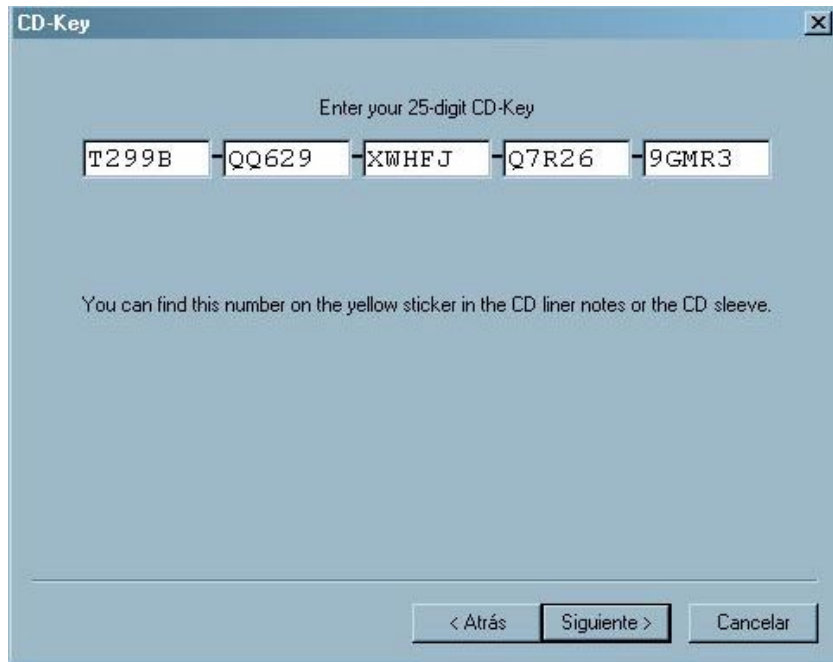 CD-Key
Enter your 25-digit CD-Key
T299B-QQ629-XWHFJ-Q7R26-9GMR3
You can find this number on the yellow sticker in the CD liner notes or the CD sleeve.
< Atrás Siguiente > Cancelar